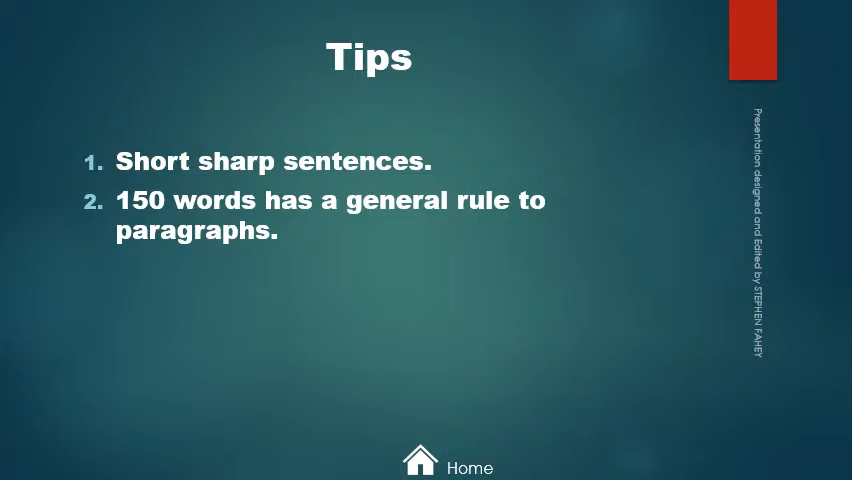 Tips
1. Short sharp sentences.
2. 150 words has a general rule to
paragraphs.
Presentation designed and Edited by STEPHEN FAHEY
Home